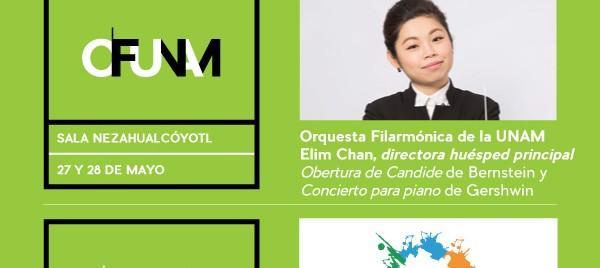 OFUNAM
SALA NEZAHUALCÓYOTL
27 Y 28 DE MAYO
Orquesta Filarmónica de la UNAM
Elim Chan, directora huésped principal
Obertura de Candide de Bernstein y
Concierto para piano de Gershwin